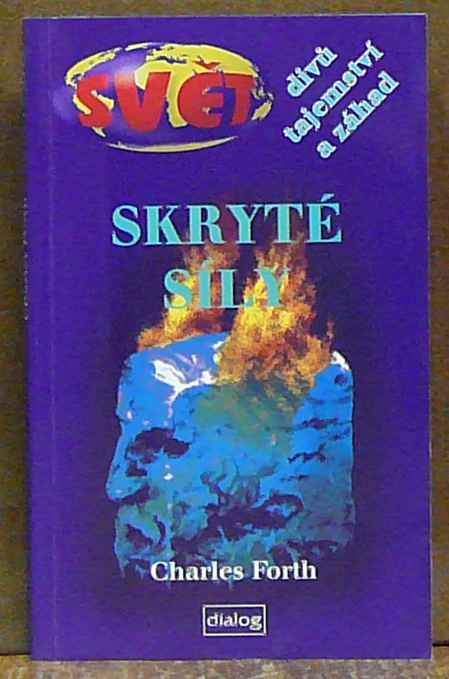 SVĚT
divů
tajemství
a záhad
SKRYTÉ
SÍLY
Charles Forth
dialog